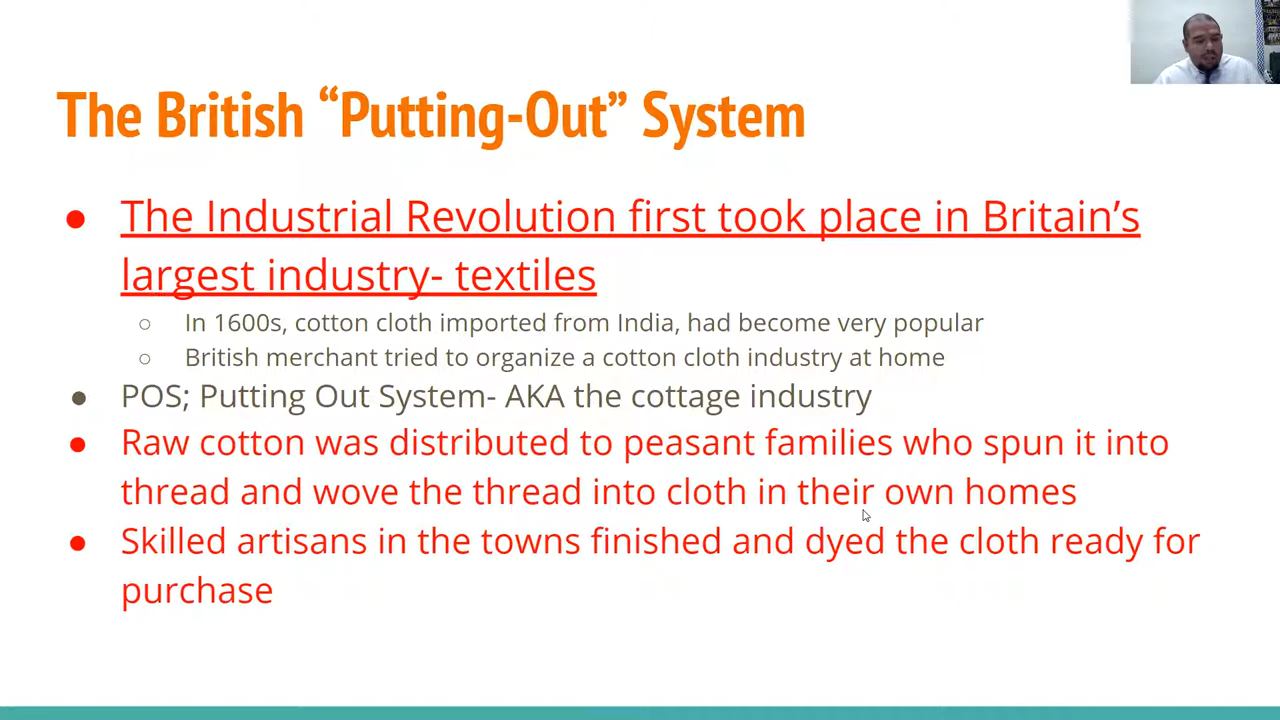 The British “Putting-Out” System
● The Industrial Revolution first took place in Britain’s
largest industry- textiles
○ In 1600s, cotton cloth imported from India, had become very popular
○ British merchant tried to organize a cotton cloth industry at home
● POS; Putting Out System- AKA the cottage industry
● Raw cotton was distributed to peasant families who spun it into
thread and wove the thread into cloth in their own homes
● Skilled artisans in the towns finished and dyed the cloth ready for
purchase